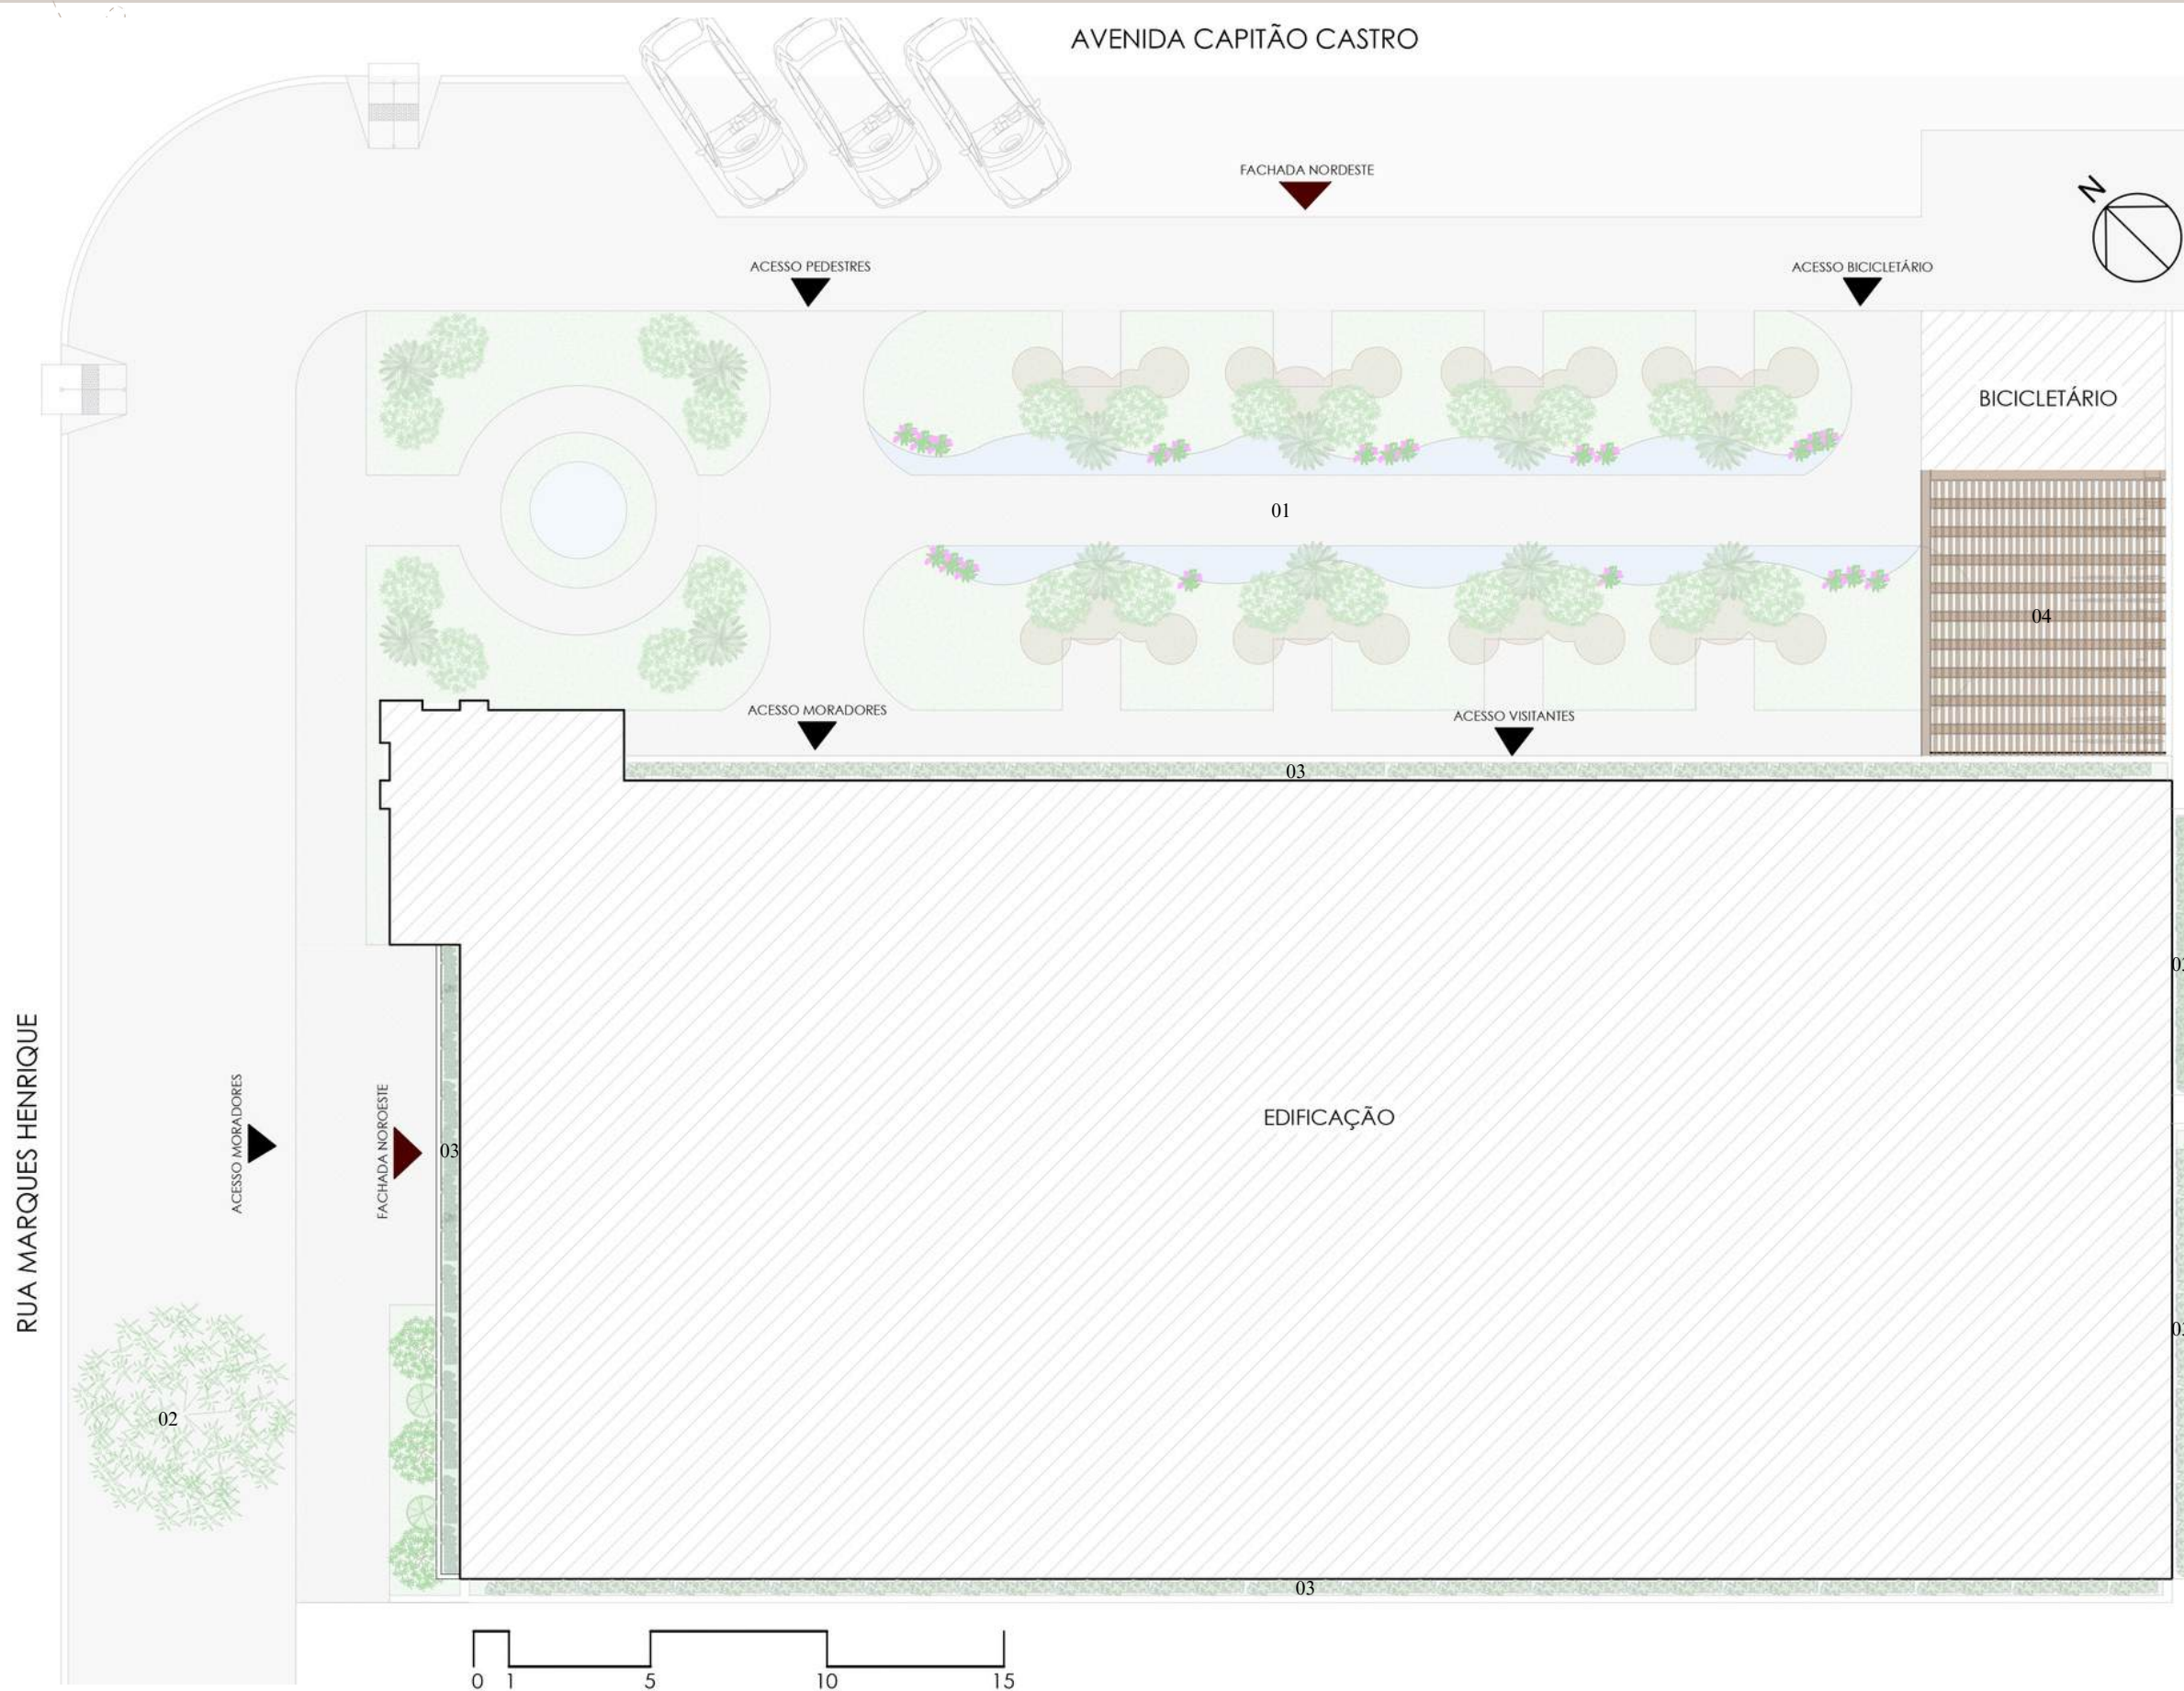 AVENIDA CAPITÃO CASTRO
FACHADA NORDESTE
N
ACESSO PEDESTRES
ACESSO BICICLETÁRIO
BICICLETÁRIO
01
04
ACESSO MORADORES
ACESSO VISITANTES
03
RUA MARQUES HENRIQUE
ACESSO MORADORES
FACHADA NOROESTE
03
EDIFICAÇÃO
02
03
0 1 5 10 15